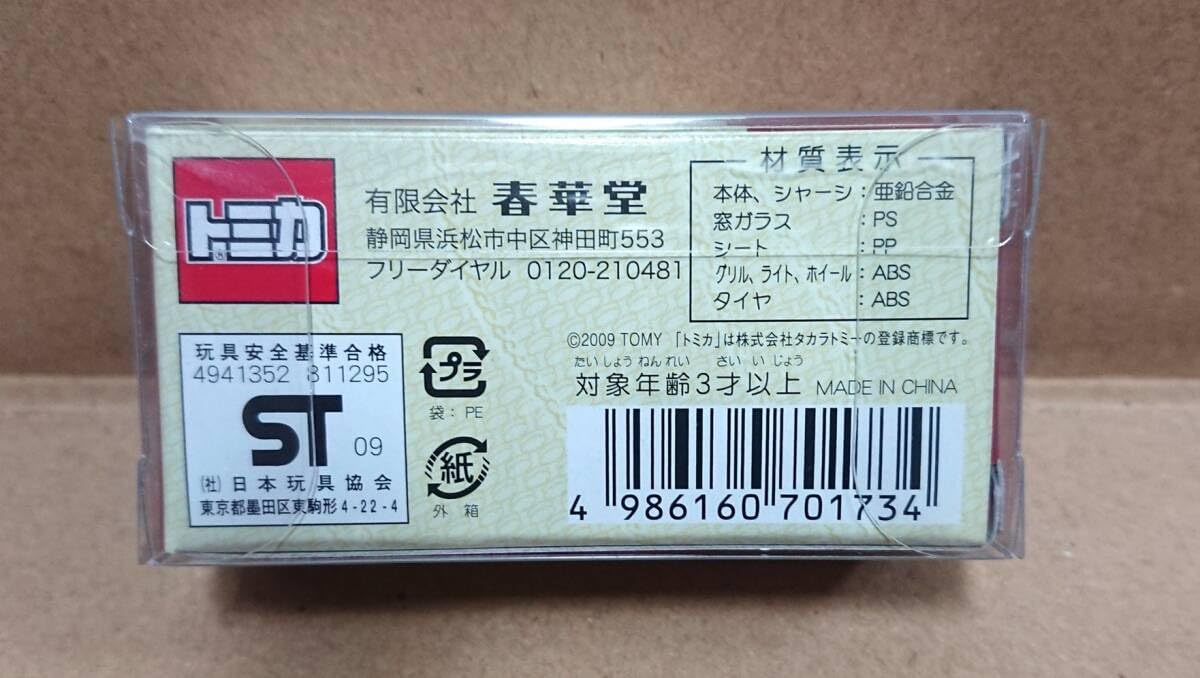 トミカ®
有限会社 春華堂
静岡県浜松市中区神田町553
フリーダイヤル 0120-210481
材質表示
本体、シャーシ：亜鉛合金
窓ガラス ：PS
シート ：PP
グリル、ライト、ホイール：ABS
タイヤ ：ABS
©2009 TOMY 「トミカ」は株式会社タカラトミーの登録商標です。
たいしょうねんれい さいいじょう
対象年齢3才以上 MADE IN CHINA
玩具安全基準合格
4941352 811295
ST 09
(社)日本玩具協会
東京都墨田区東駒形4-22-4
プラ
袋：PE
紙
外箱
4 986160 701734